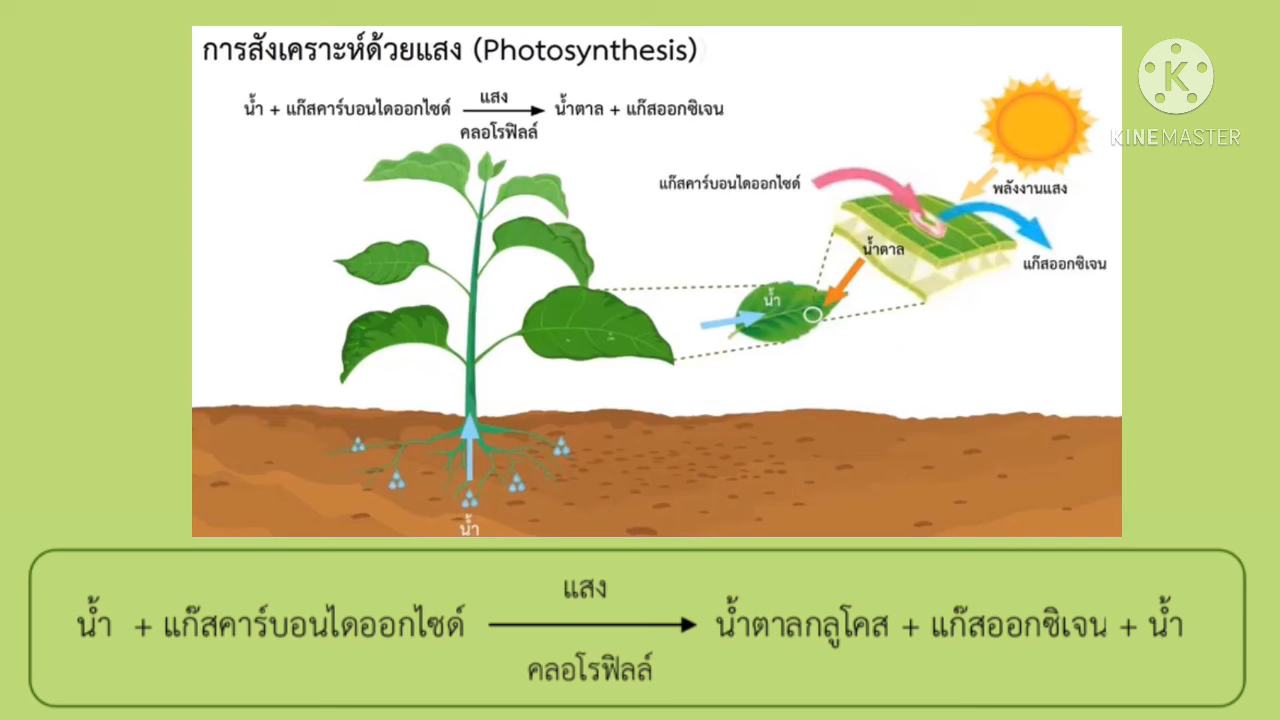 การสังเคราะห์ด้วยแสง (Photosynthesis)
แสง
น้ำ + แก๊สคาร์บอนไดออกไซด์ น้ำตาล + แก๊สออกซิเจน
คลอโรฟิลล์
K
KINEMASTER
แก๊สคาร์บอนไดออกไซด์
พลังงานแสง
น้ำตาล
แก๊สออกซิเจน
น้ำ
น้ำ
แสง
น้ำ + แก๊สคาร์บอนไดออกไซด์ น้ำตาลกลูโคส + แก๊สออกซิเจน + น้ำ
คลอโรฟิลล์